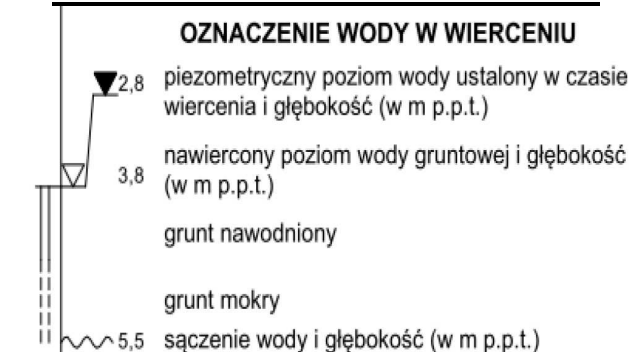 OZNACZENIE WODY W WIERCENIU
2,8 piezometryczny poziom wody ustalony w czasie
wiercenia i głębokość (w m p.p.t.)
nawiercony poziom wody gruntowej i głębokość
3,8 (w m p.p.t.)
grunt nawodniony
grunt mokry
5,5 sączenie wody i głębokość (w m p.p.t.)